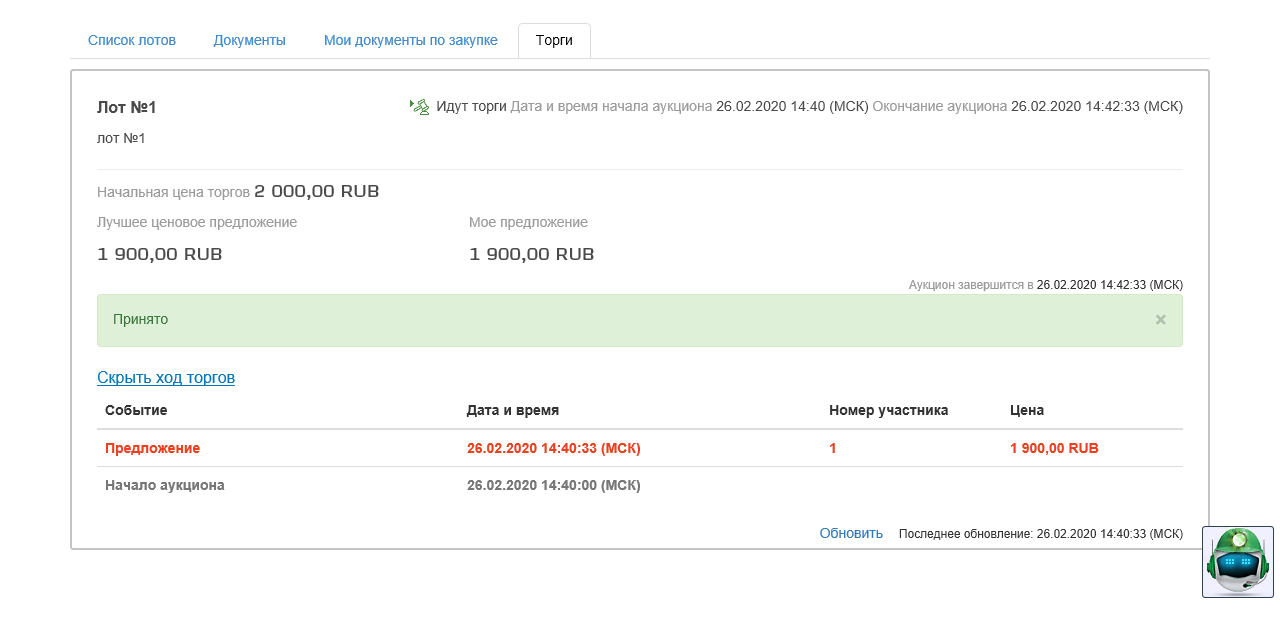 Список лотов Документы Мои документы по закупке Торги
Лот №1 Идут торги Дата и время начала аукциона 26.02.2020 14:40 (МСК) Окончание аукциона 26.02.2020 14:42:33 (МСК)
лот №1
Начальная цена торгов 2 000,00 RUB
Лучшее ценовое предложение Мое предложение
1 900,00 RUB 1 900,00 RUB
Аукцион завершится в 26.02.2020 14:42:33 (МСК)
Принято ×
Скрыть ход торгов
Событие Дата и время Номер участника Цена
Предложение 26.02.2020 14:40:33 (МСК) 1 1 900,00 RUB
Начало аукциона 26.02.2020 14:40:00 (МСК)
Обновить Последнее обновление: 26.02.2020 14:40:33 (МСК)